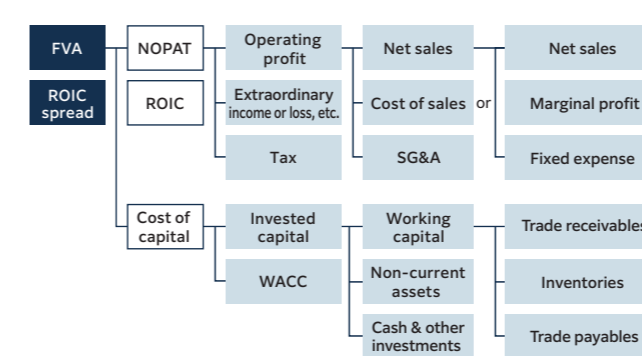 FVA
NOPAT
Operating
profit
Net sales
Net sales
ROIC
spread
ROIC
Extraordinary
income or loss, etc.
Cost of sales
or
Marginal profit
Tax
SG&A
Fixed expense
Cost of
capital
Invested
capital
Working
capital
Trade receivables
WACC
Non-current
assets
Inventories
Cash & other
investments
Trade payables